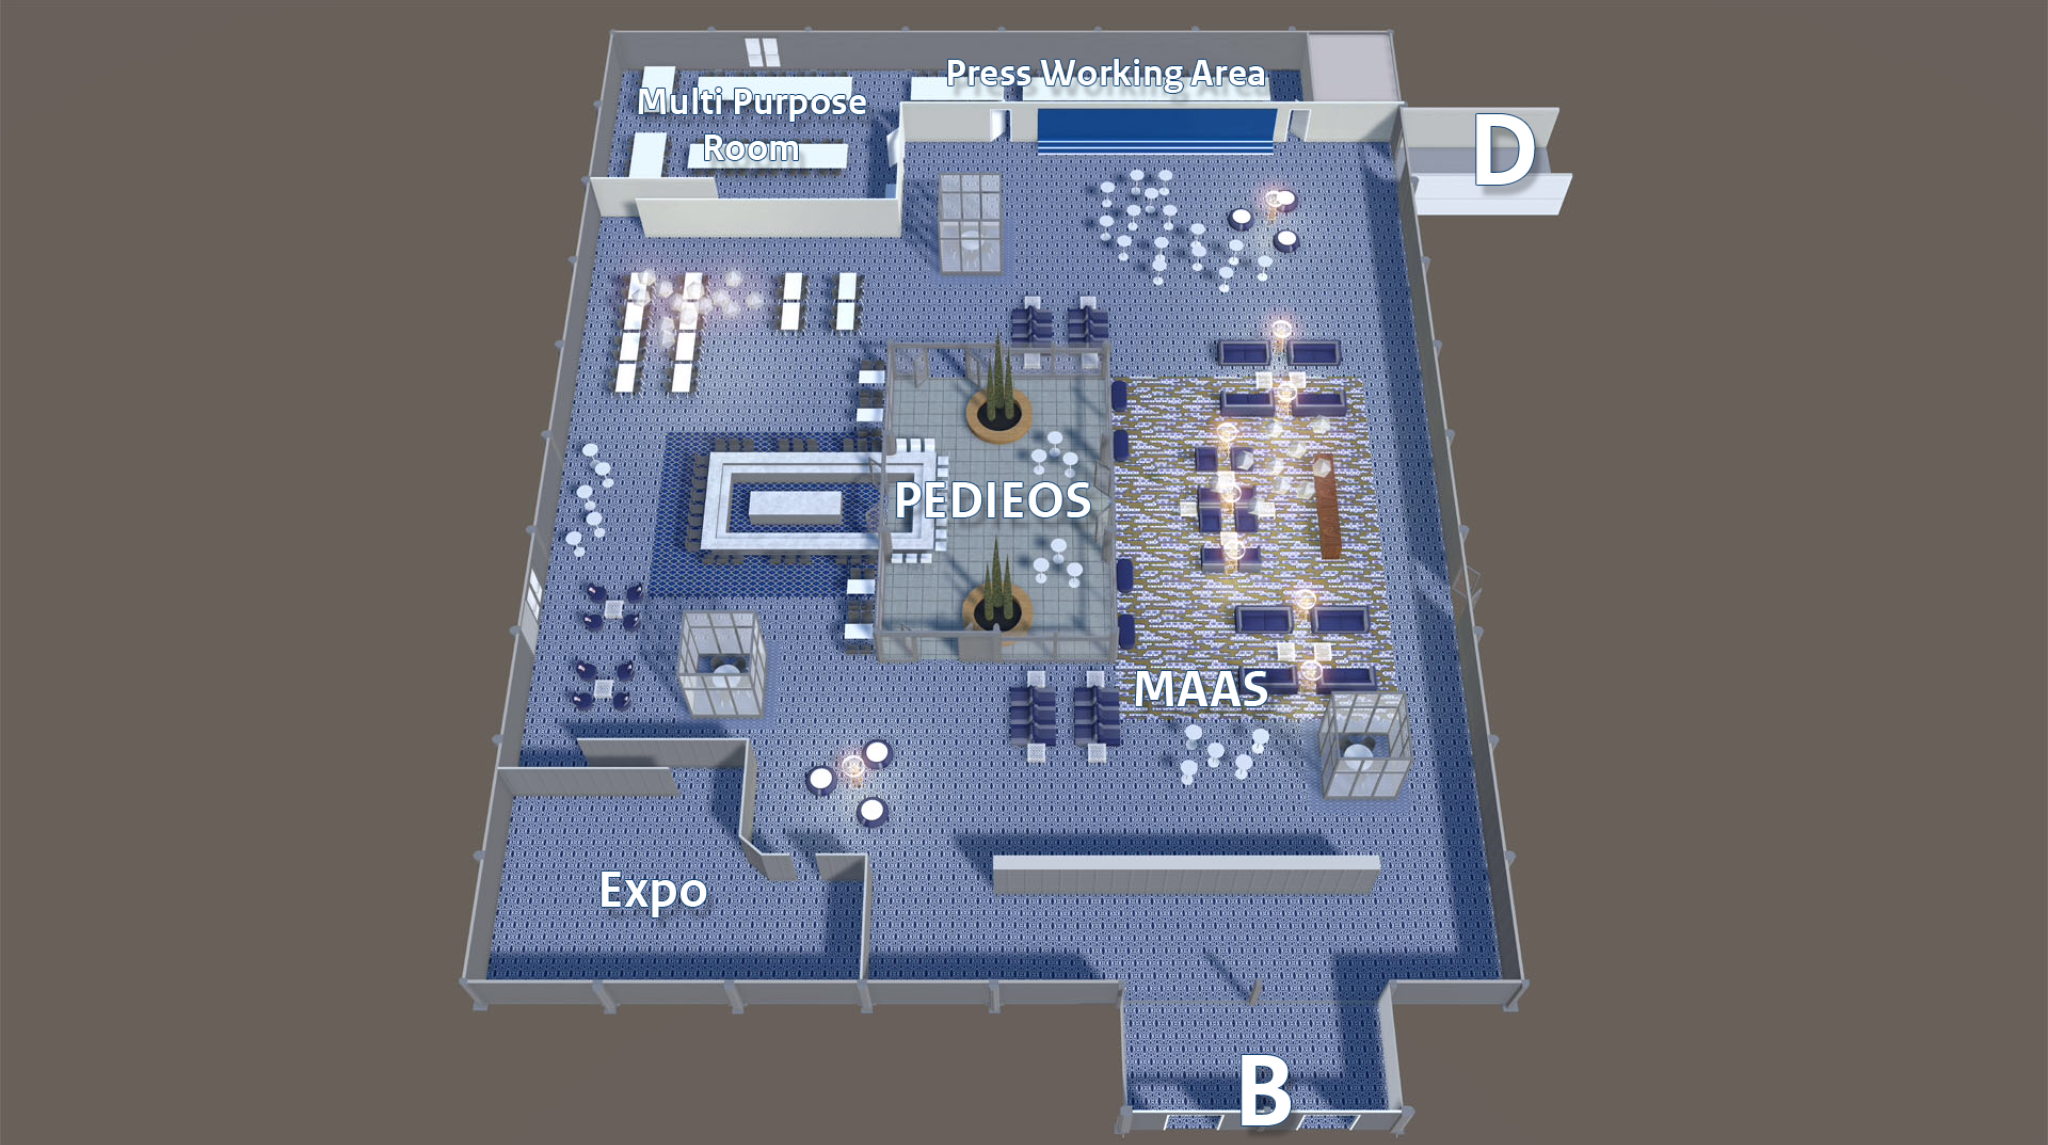 Press Working Area
Multi Purpose
Room
D
PEDIEOS
MAAS
Expo
B